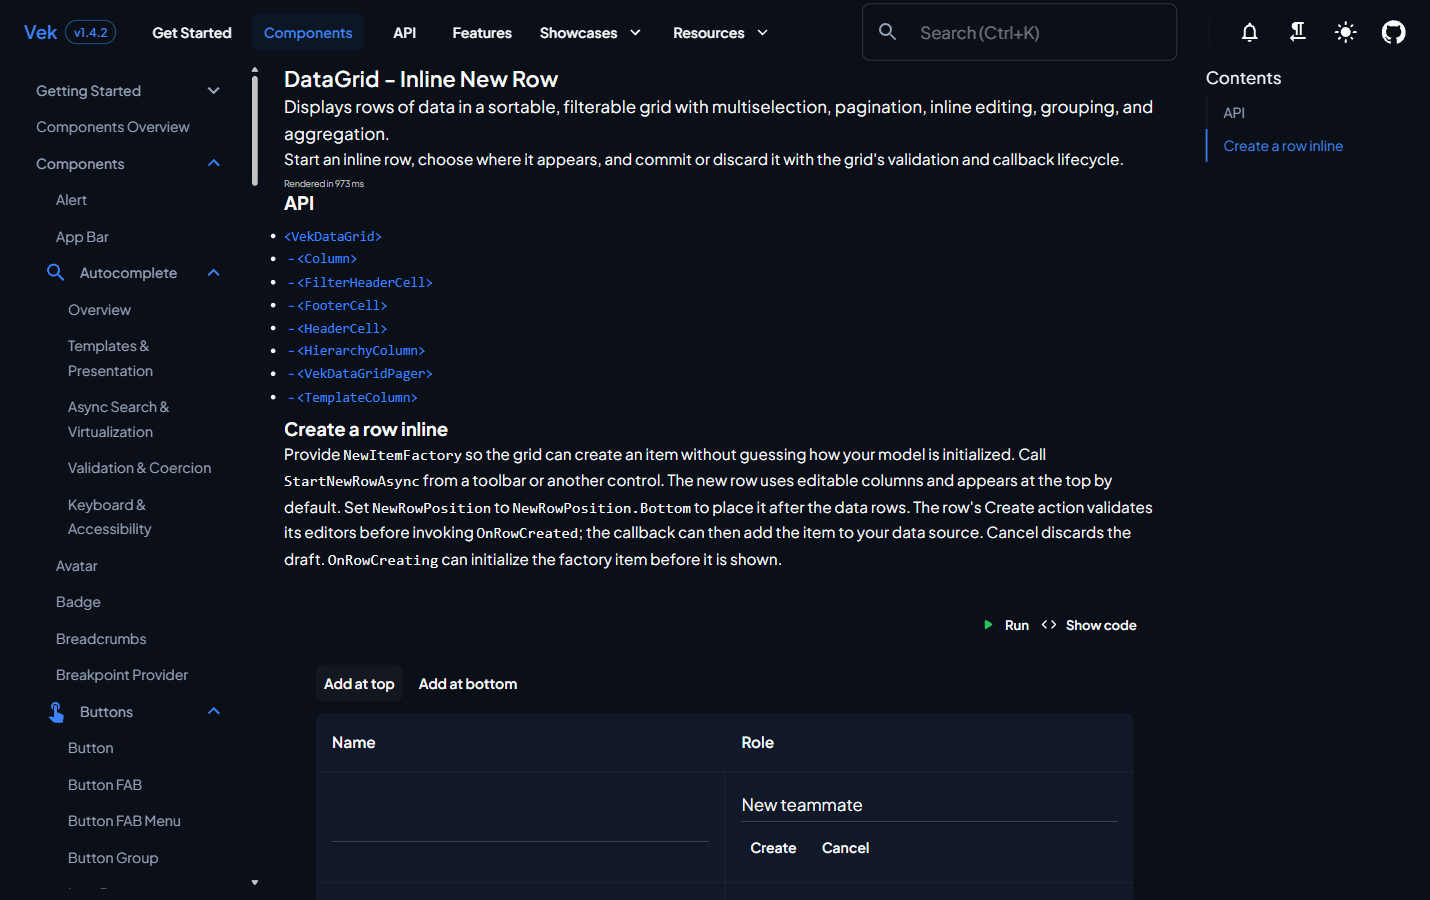 Vek v1.4.2 Get Started Components API Features Showcases Resources Search (Ctrl+K)
Getting Started
Components Overview
Components
Alert
App Bar
Autocomplete
Overview
Templates &
Presentation
Async Search &
Virtualization
Validation & Coercion
Keyboard &
Accessibility
Avatar
Badge
Breadcrumbs
Breakpoint Provider
Buttons
Button
Button FAB
Button FAB Menu
Button Group
DataGrid - Inline New Row
Displays rows of data in a sortable, filterable grid with multiselection, pagination, inline editing, grouping, and
aggregation.
Start an inline row, choose where it appears, and commit or discard it with the grid's validation and callback lifecycle.
Rendered in 973 ms
API
<VekDataGrid>
-<Column>
-<FilterHeaderCell>
-<FooterCell>
-<HeaderCell>
-<HierarchyColumn>
-<VekDataGridPager>
-<TemplateColumn>
Create a row inline
Provide NewItemFactory so the grid can create an item without guessing how your model is initialized. Call
StartNewRowAsync from a toolbar or another control. The new row uses editable columns and appears at the top by
default. Set NewRowPosition to NewRowPosition.Bottom to place it after the data rows. The row's Create action validates
its editors before invoking OnRowCreated; the callback can then add the item to your data source. Cancel discards the
draft. OnRowCreating can initialize the factory item before it is shown.
Run <> Show code
Add at top Add at bottom
Name Role
New teammate
Create Cancel
Contents
API
Create a row inline